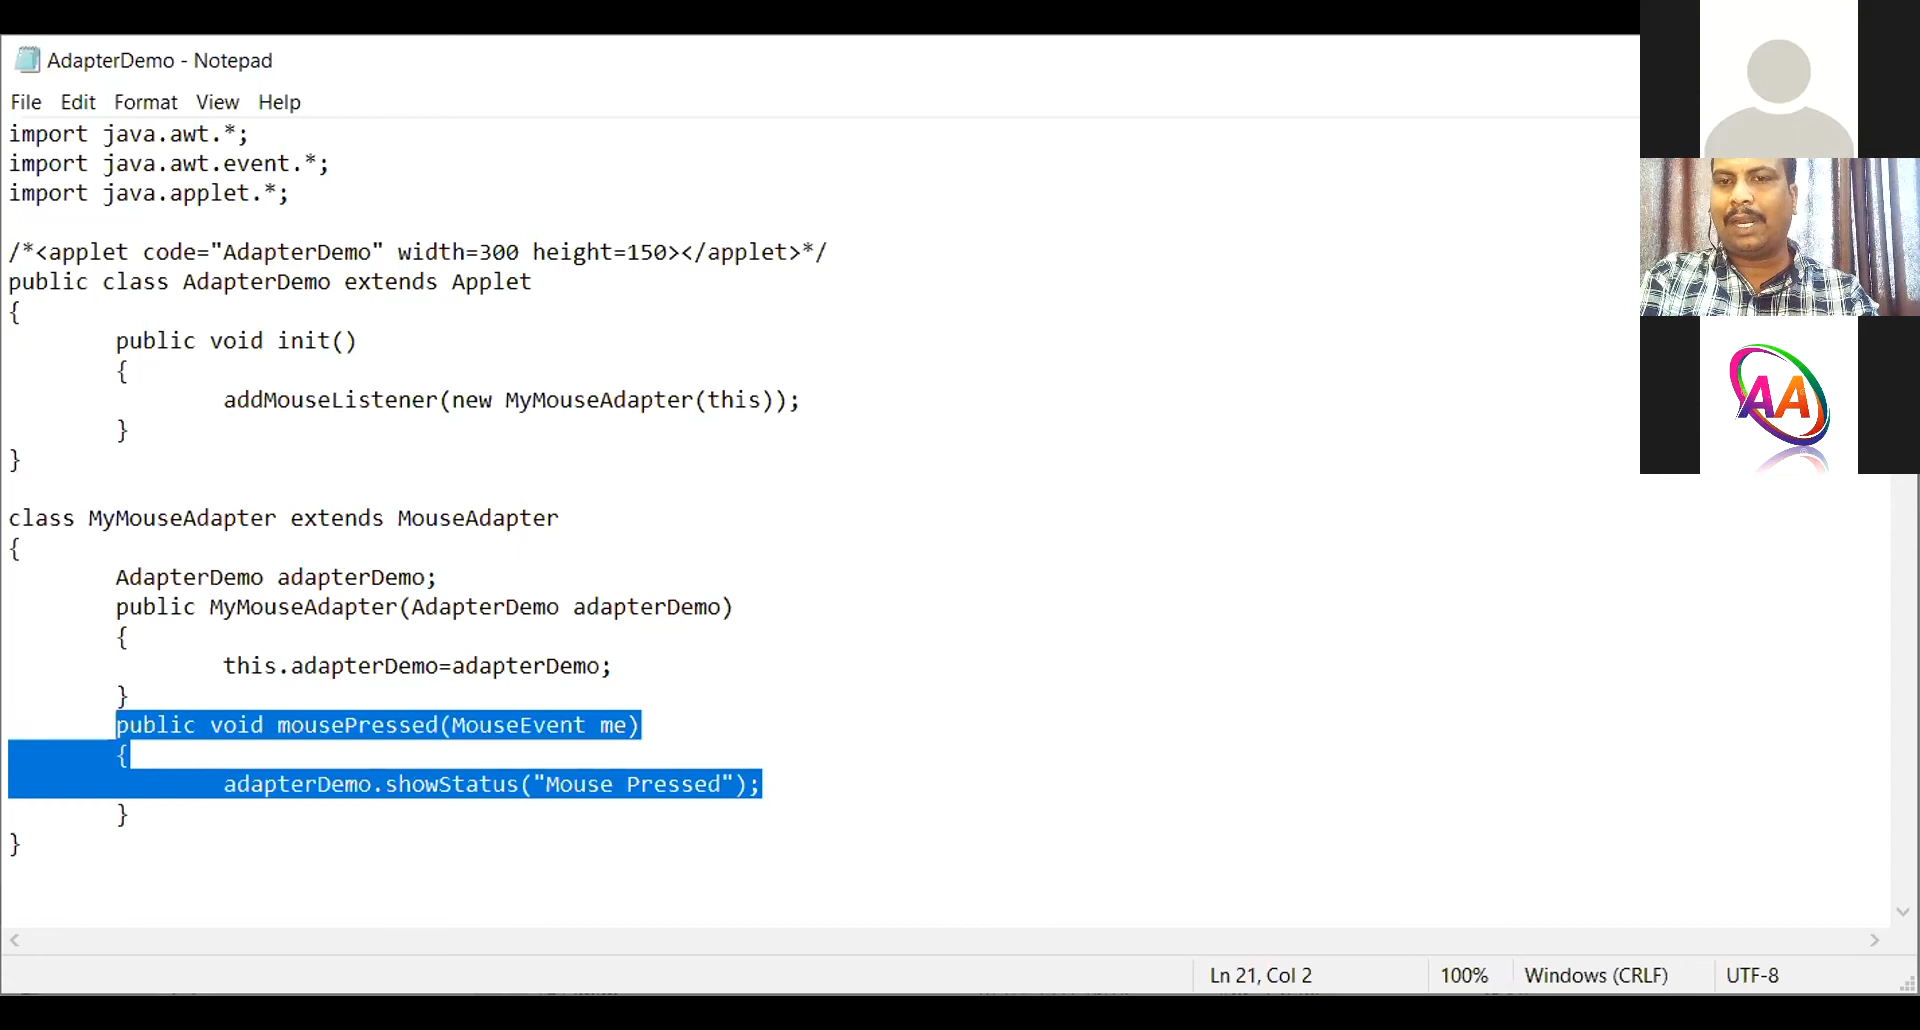 AdapterDemo - Notepad
File Edit Format View Help
import java.awt.*;
import java.awt.event.*;
import java.applet.*;
/*<applet code="AdapterDemo" width=300 height=150></applet>*/
public class AdapterDemo extends Applet
{
public void init()
{
addMouseListener(new MyMouseAdapter(this));
}
}
class MyMouseAdapter extends MouseAdapter
{
AdapterDemo adapterDemo;
public MyMouseAdapter(AdapterDemo adapterDemo)
{
this.adapterDemo=adapterDemo;
}
public void mousePressed(MouseEvent me)
{
adapterDemo.showStatus("Mouse Pressed");
}
}
Ln 21, Col 2 100% Windows (CRLF) UTF-8
AA